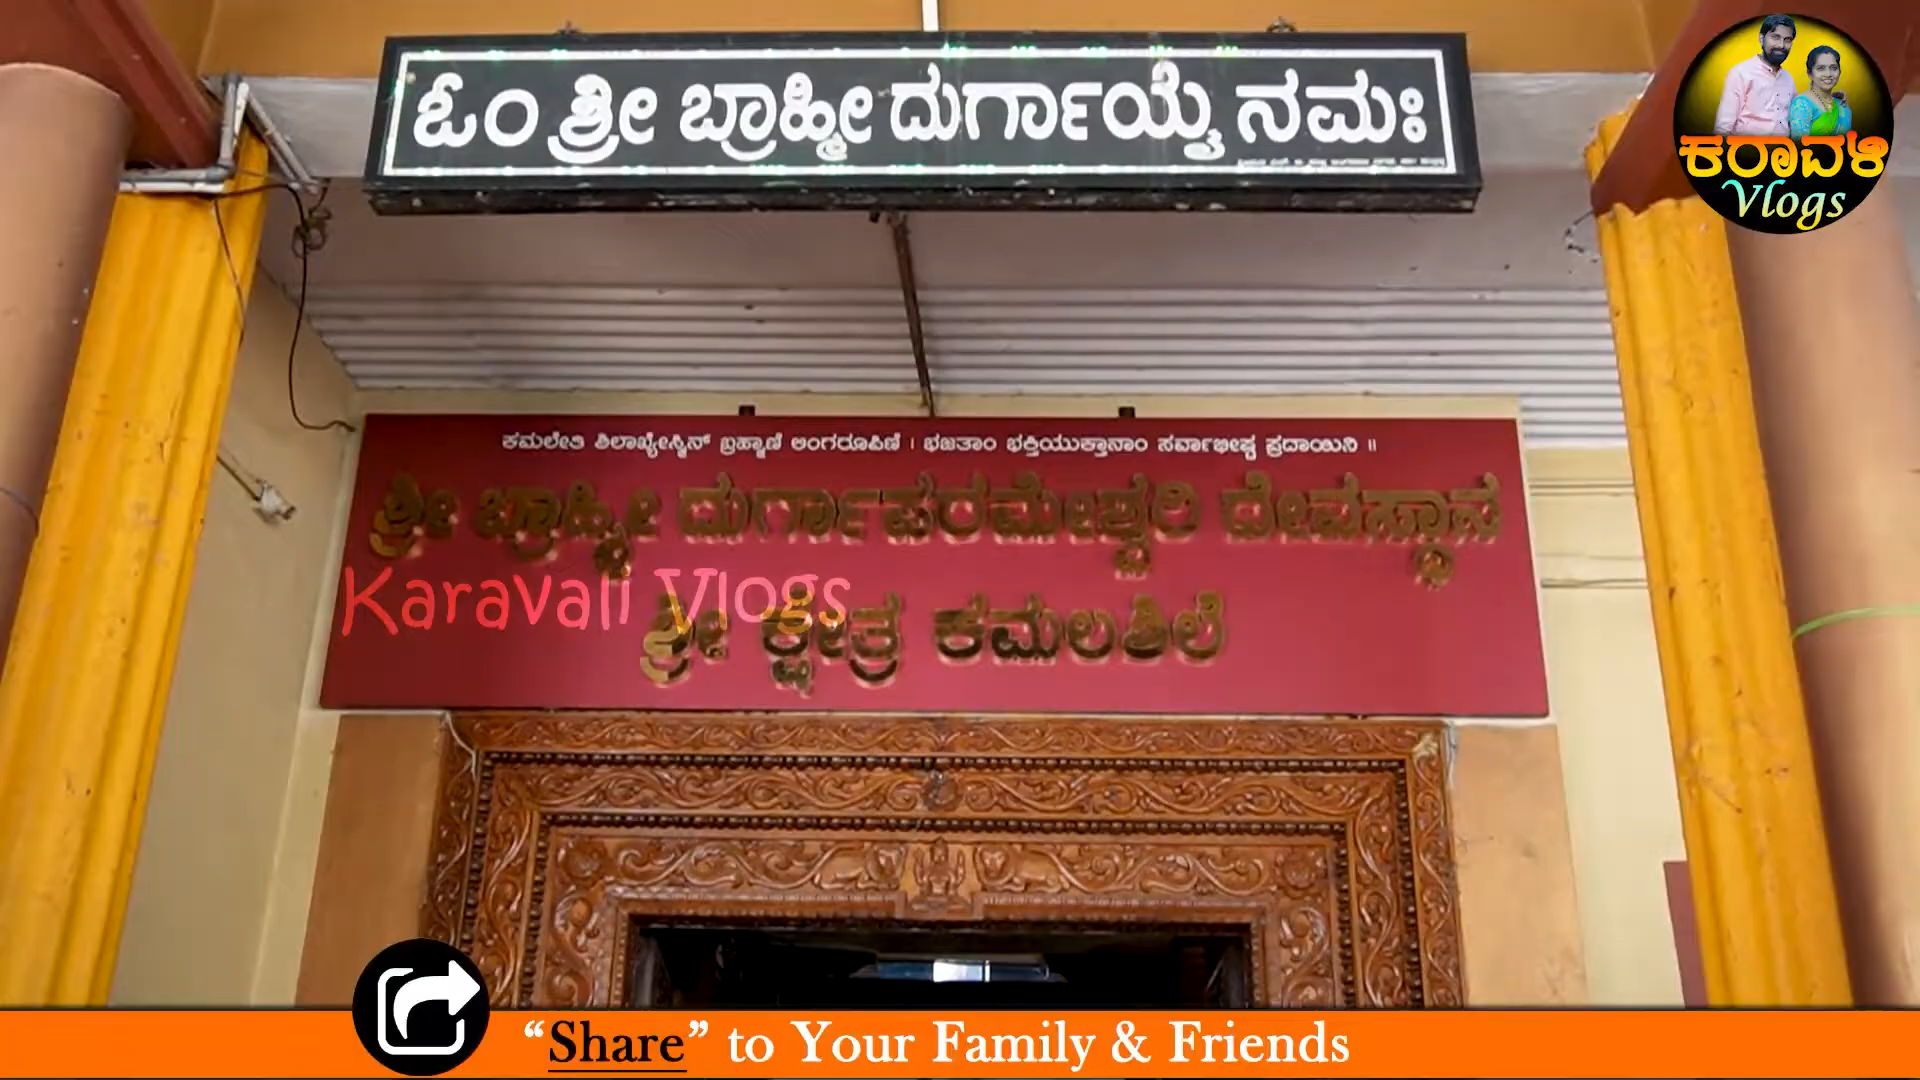 ಓಂ ಶ್ರೀ ಬ್ರಾಹ್ಮೀ ದುರ್ಗಾಯೈ ನಮಃ
ಕರಾವಳಿ
Vlogs
ಕಮಲೇತಿ ಶಿಲಾಖ್ಯೇಸ್ಮಿನ್ ಬ್ರಹ್ಮಾಣಿ ಲಿಂಗರೂಪಿಣಿ । ಭಜತಾಂ ಭಕ್ತಿಯುಕ್ತಾನಾಂ ಸರ್ವಾಭೀಷ್ಟ ಪ್ರದಾಯಿನಿ ॥
ಶ್ರೀ ಬ್ರಾಹ್ಮೀ ದುರ್ಗಾಪರಮೇಶ್ವರಿ ದೇವಸ್ಥಾನ
Karavali Vlogs
ಶ್ರೀ ಕ್ಷೇತ್ರ ಕಮಲಶಿಲೆ
“Share” to Your Family & Friends